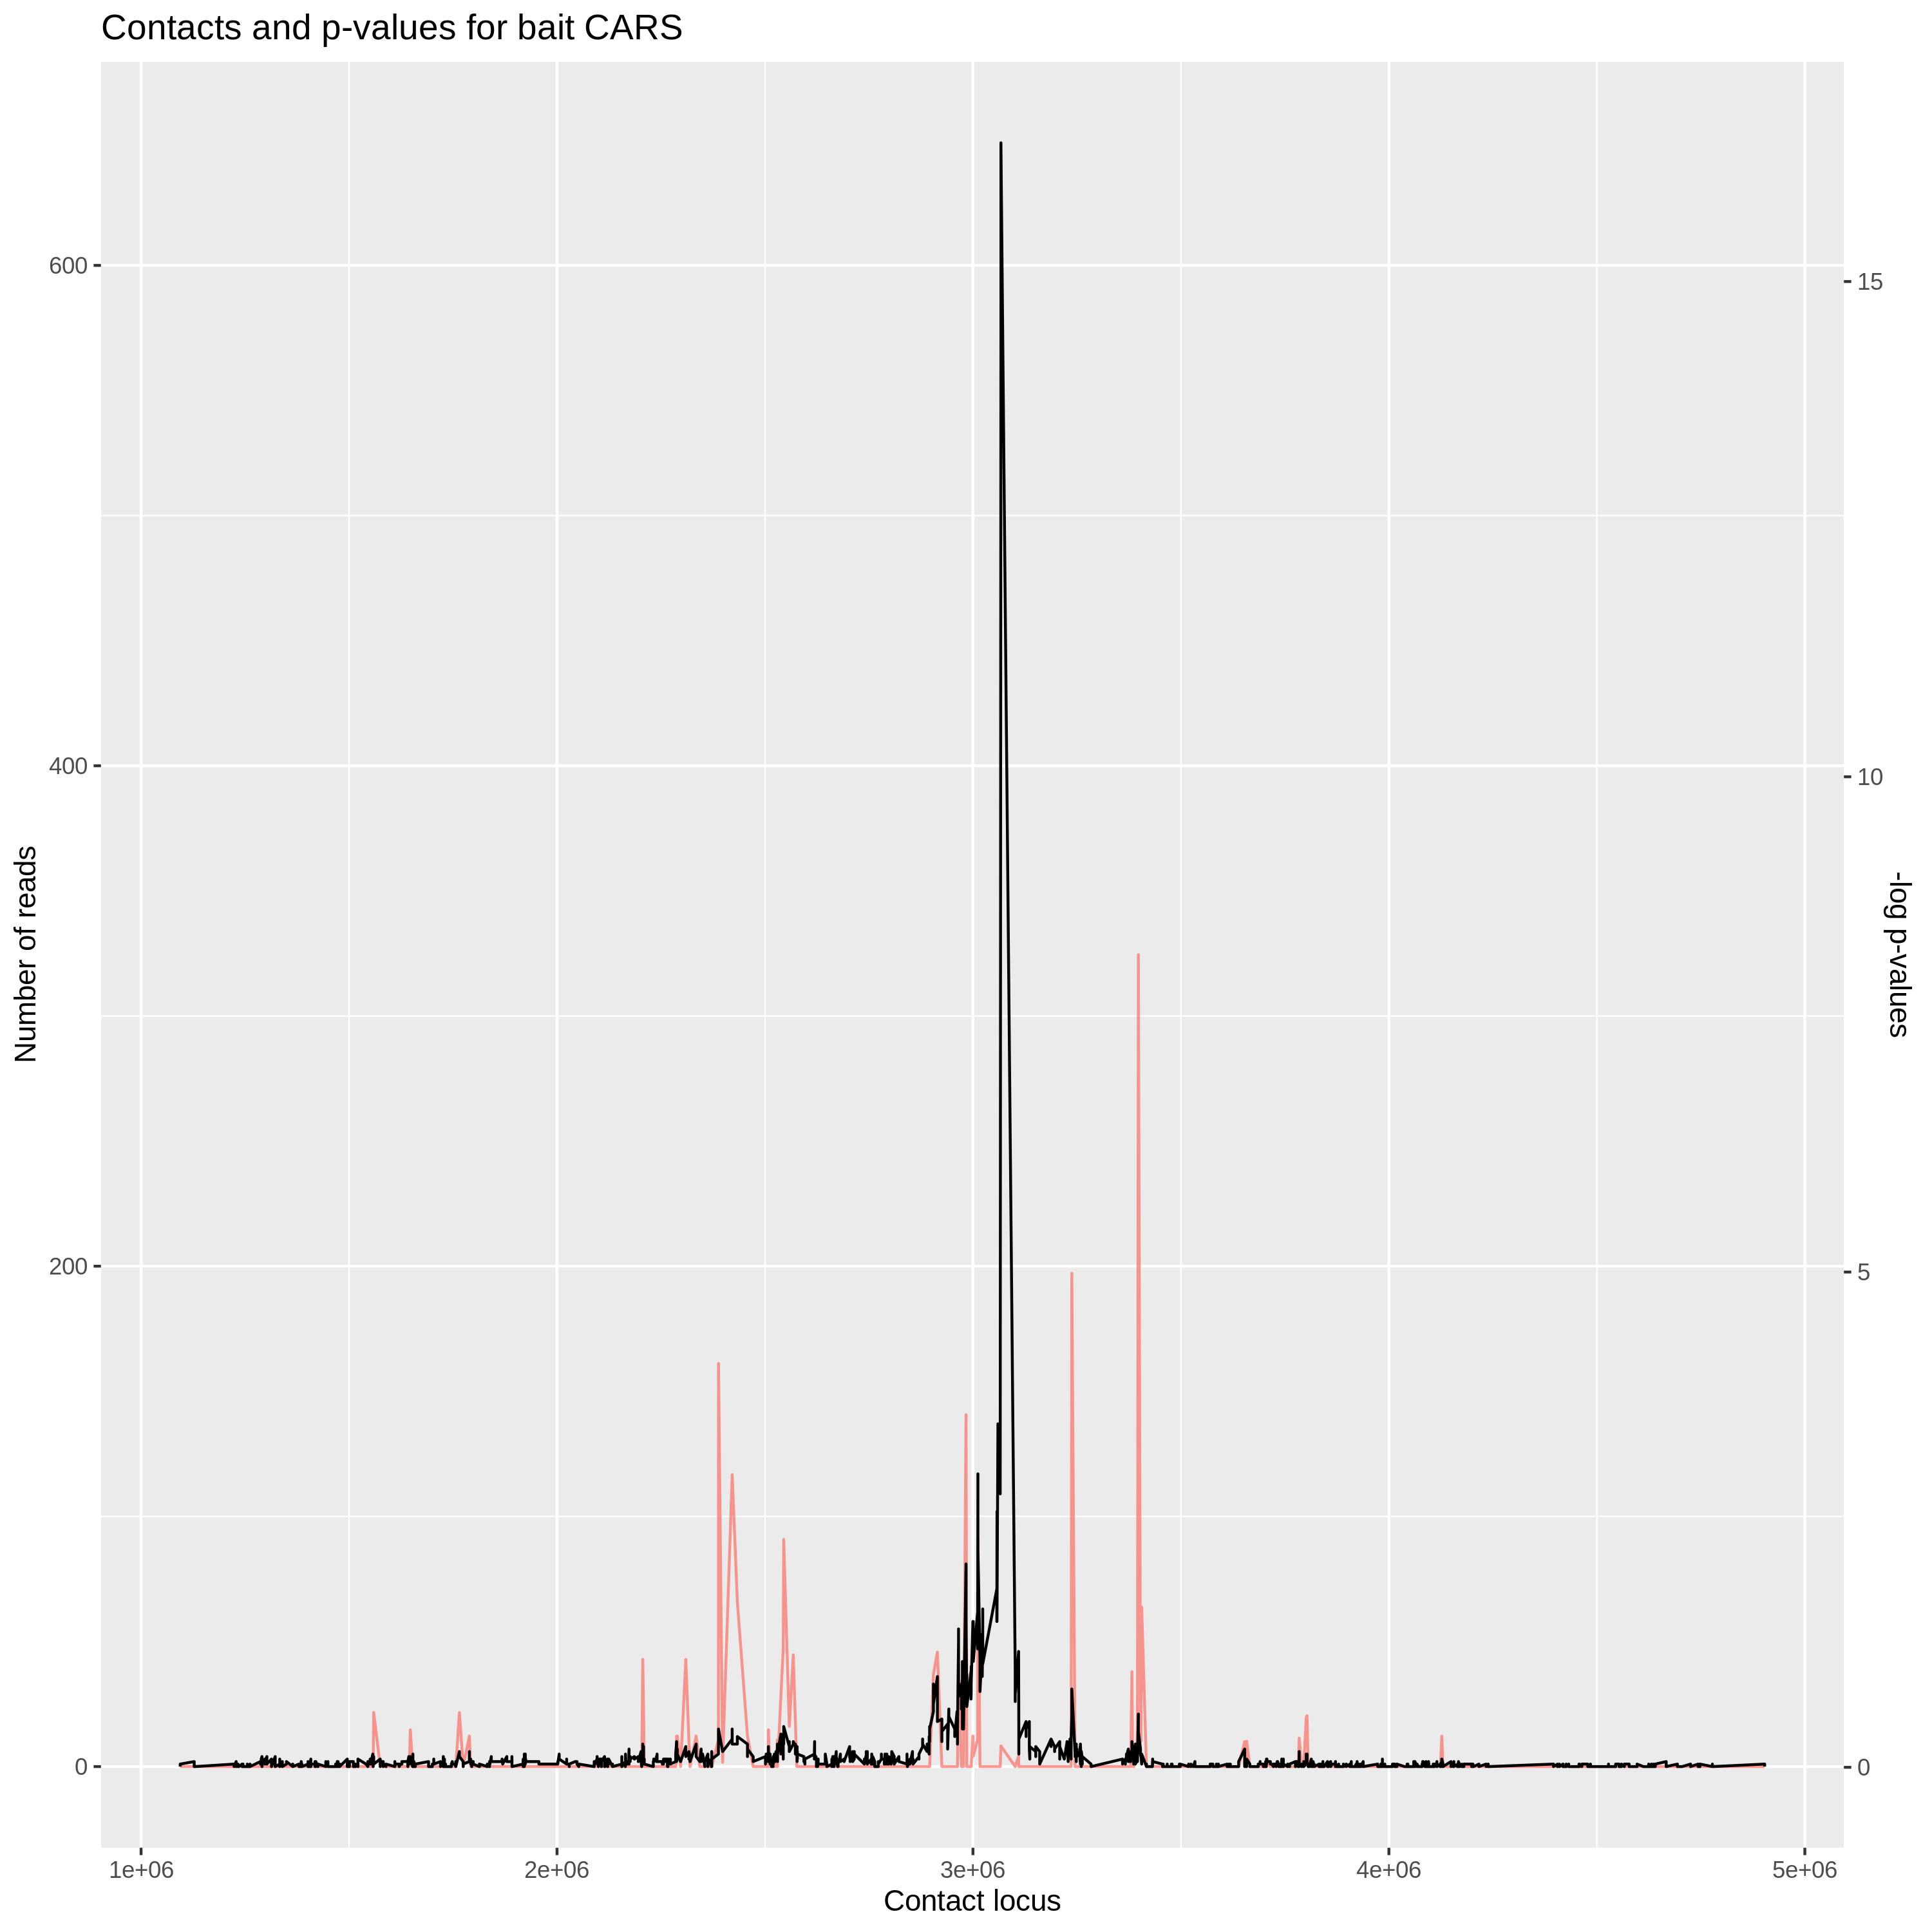 Contacts and p-values for bait CARS
600
400
200
0
Number of reads
15
10
5
0
-log p-values
1e+06
2e+06
3e+06
4e+06
5e+06
Contact locus